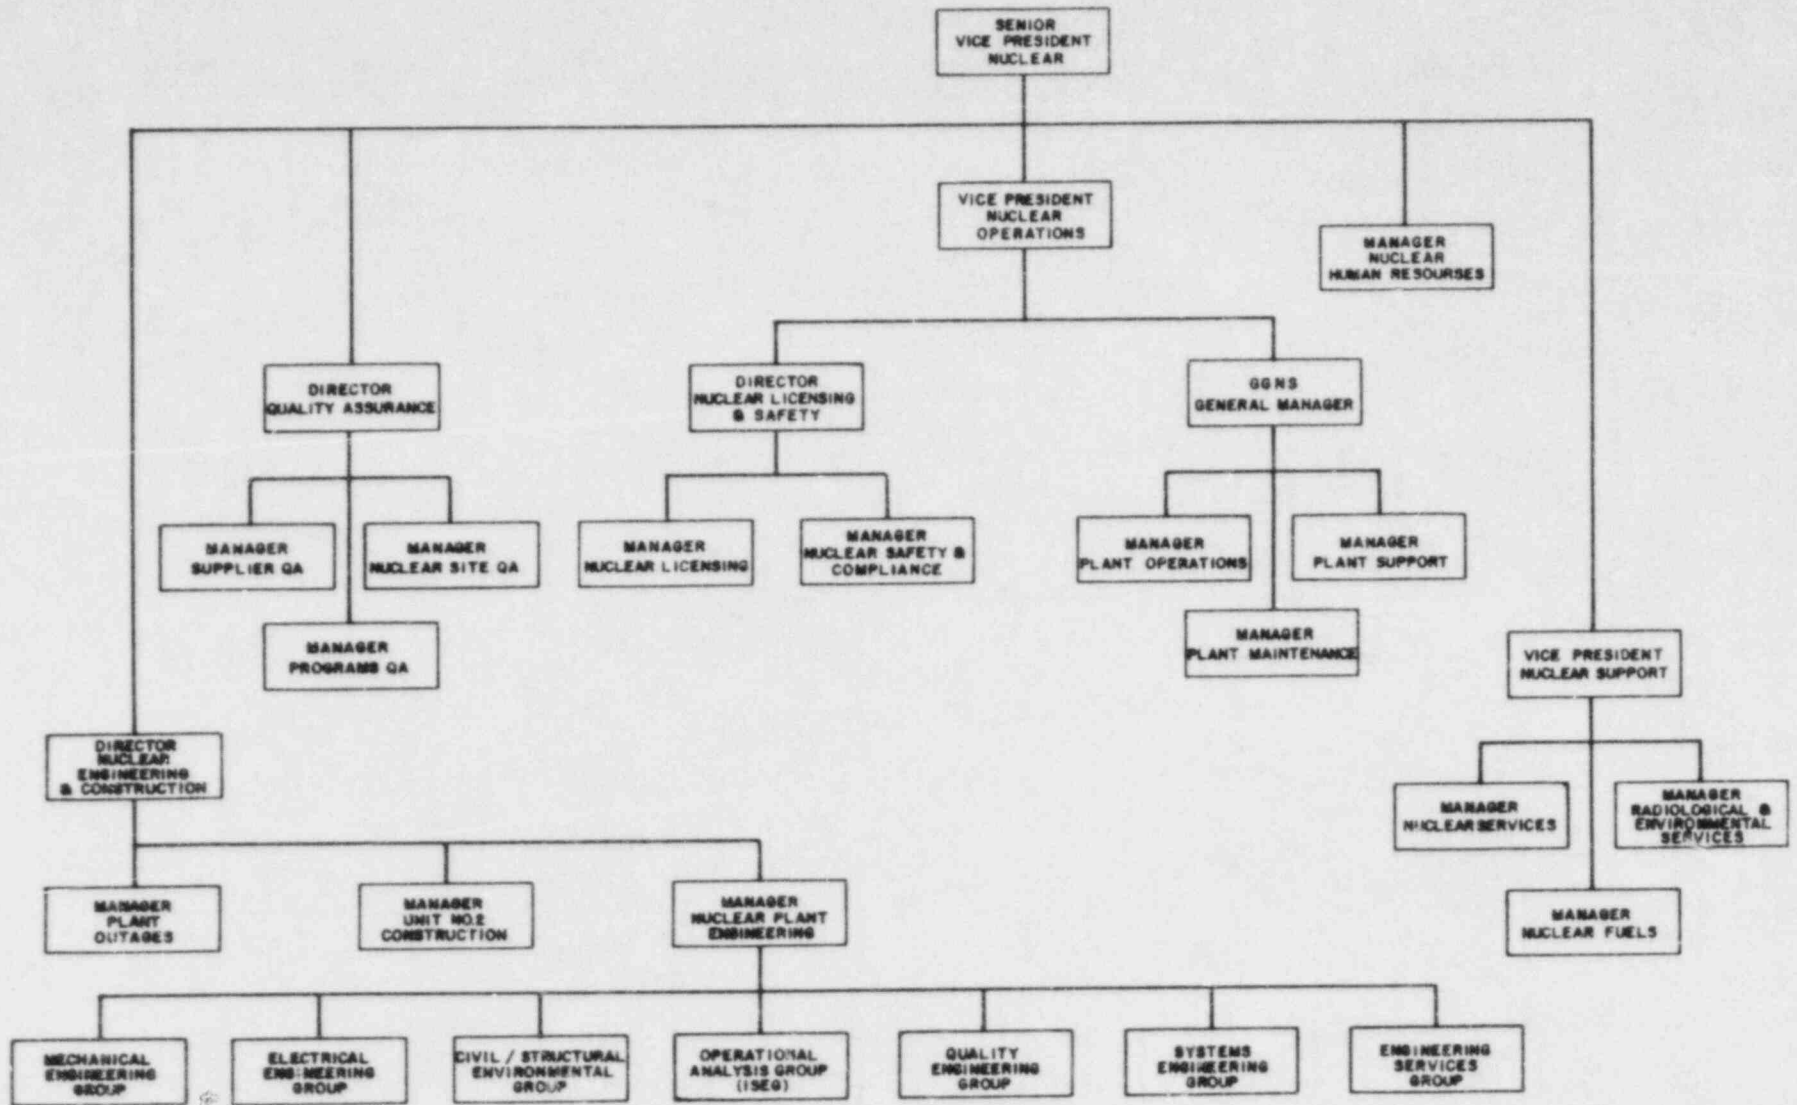 SENIOR
VICE PRESIDENT
NUCLEAR
VICE PRESIDENT
NUCLEAR
OPERATIONS
MANAGER
NUCLEAR
HUMAN RESOURSES
DIRECTOR
QUALITY ASSURANCE
DIRECTOR
NUCLEAR LICENSING
& SAFETY
GGNS
GENERAL MANAGER
MANAGER
SUPPLIER QA
MANAGER
NUCLEAR SITE QA
MANAGER
NUCLEAR LICENSING
MANAGER
NUCLEAR SAFETY &
COMPLIANCE
MANAGER
PLANT OPERATIONS
MANAGER
PLANT SUPPORT
MANAGER
PROGRAMS QA
MANAGER
PLANT MAINTENANCE
VICE PRESIDENT
NUCLEAR SUPPORT
DIRECTOR
NUCLEAR
ENGINEERING
& CONSTRUCTION
MANAGER
NUCLEAR SERVICES
MANAGER
RADIOLOGICAL &
ENVIRONMENTAL
SERVICES
MANAGER
PLANT
OUTAGES
MANAGER
UNIT NO.2
CONSTRUCTION
MANAGER
NUCLEAR PLANT
ENGINEERING
MANAGER
NUCLEAR FUELS
MECHANICAL
ENGINEERING
GROUP
ELECTRICAL
ENGINEERING
GROUP
CIVIL / STRUCTURAL
ENVIRONMENTAL
GROUP
OPERATIONAL
ANALYSIS GROUP
(ISEG)
QUALITY
ENGINEERING
GROUP
SYSTEMS
ENGINEERING
GROUP
ENGINEERING
SERVICES
GROUP